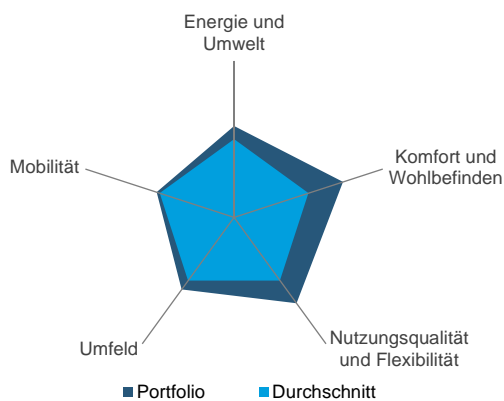 Energie und
Umwelt
Mobilität
Komfort und
Wohlbefinden
Umfeld
Nutzungsqualität
und Flexibilität
Portfolio
Durchschnitt